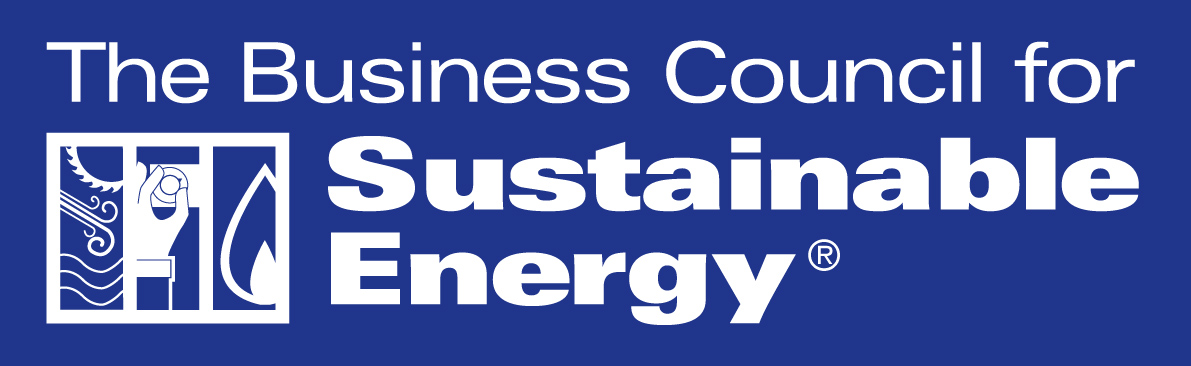 The Business Council for
Sustainable
Energy®